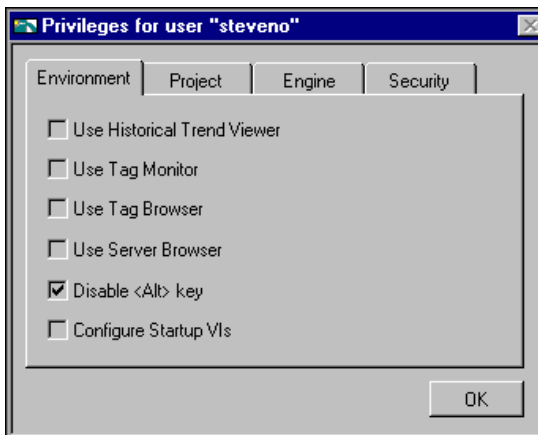 Privileges for user "steveno"
Environment Project Engine Security
Use Historical Trend Viewer
Use Tag Monitor
Use Tag Browser
Use Server Browser
Disable <Alt> key
Configure Startup VIs
OK